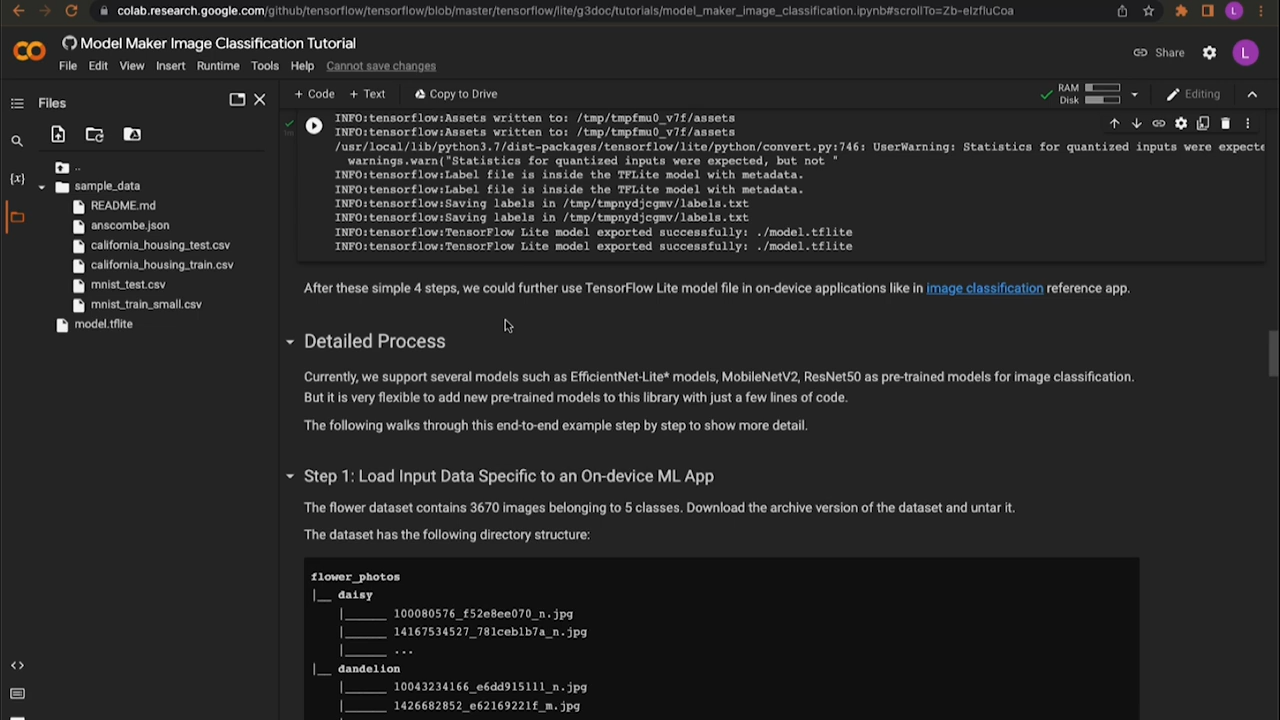 colab.research.google.com/github/tensorflow/tensorflow/blob/master/tensorflow/lite/g3doc/tutorials/model_maker_image_classification.ipynb#scrollTo=Zb-eIzfluCoa
L
Model Maker Image Classification Tutorial
File Edit View Insert Runtime Tools Help Cannot save changes
Share
L
Files
+ Code + Text Copy to Drive
RAM
Disk
Editing
..
sample_data
README.md
anscombe.json
california_housing_test.csv
california_housing_train.csv
mnist_test.csv
mnist_train_small.csv
model.tflite
INFO:tensorflow:Assets written to: /tmp/tmpfmu0_v7f/assets
INFO:tensorflow:Assets written to: /tmp/tmpfmu0_v7f/assets
/usr/local/lib/python3.7/dist-packages/tensorflow/lite/python/convert.py:746: UserWarning: Statistics for quantized inputs were expecte
warnings.warn("Statistics for quantized inputs were expected, but not "
INFO:tensorflow:Label file is inside the TFLite model with metadata.
INFO:tensorflow:Label file is inside the TFLite model with metadata.
INFO:tensorflow:Saving labels in /tmp/tmpnydjcgmv/labels.txt
INFO:tensorflow:Saving labels in /tmp/tmpnydjcgmv/labels.txt
INFO:tensorflow:TensorFlow Lite model exported successfully: ./model.tflite
INFO:tensorflow:TensorFlow Lite model exported successfully: ./model.tflite
After these simple 4 steps, we could further use TensorFlow Lite model file in on-device applications like in image classification reference app.
Detailed Process
Currently, we support several models such as EfficientNet-Lite* models, MobileNetV2, ResNet50 as pre-trained models for image classification.
But it is very flexible to add new pre-trained models to this library with just a few lines of code.
The following walks through this end-to-end example step by step to show more detail.
Step 1: Load Input Data Specific to an On-device ML App
The flower dataset contains 3670 images belonging to 5 classes. Download the archive version of the dataset and untar it.
The dataset has the following directory structure:
flower_photos
|__ daisy
|______ 100080576_f52e8ee070_n.jpg
|______ 14167534527_781ceb1b7a_n.jpg
|______ ...
|__ dandelion
|______ 10043234166_e6dd915111_n.jpg
|______ 1426682852_e62169221f_m.jpg